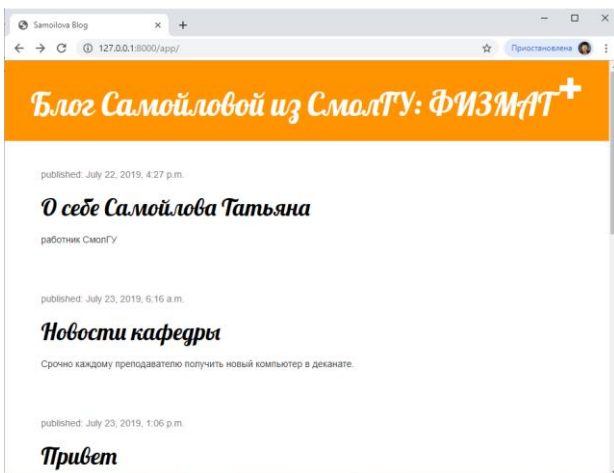 Samoilova Blog
127.0.0.1:8000/app/
Приостановлена
Блог Самойловой из СмолГУ: ФИЗМАТ
published: July 22, 2019, 4:27 p.m.
О себе Самойлова Татьяна
работник СмолГУ
published: July 23, 2019, 6:16 a.m.
Новости кафедры
Срочно каждому преподавателю получить новый компьютер в деканате.
published: July 23, 2019, 1:06 p.m.
Привет